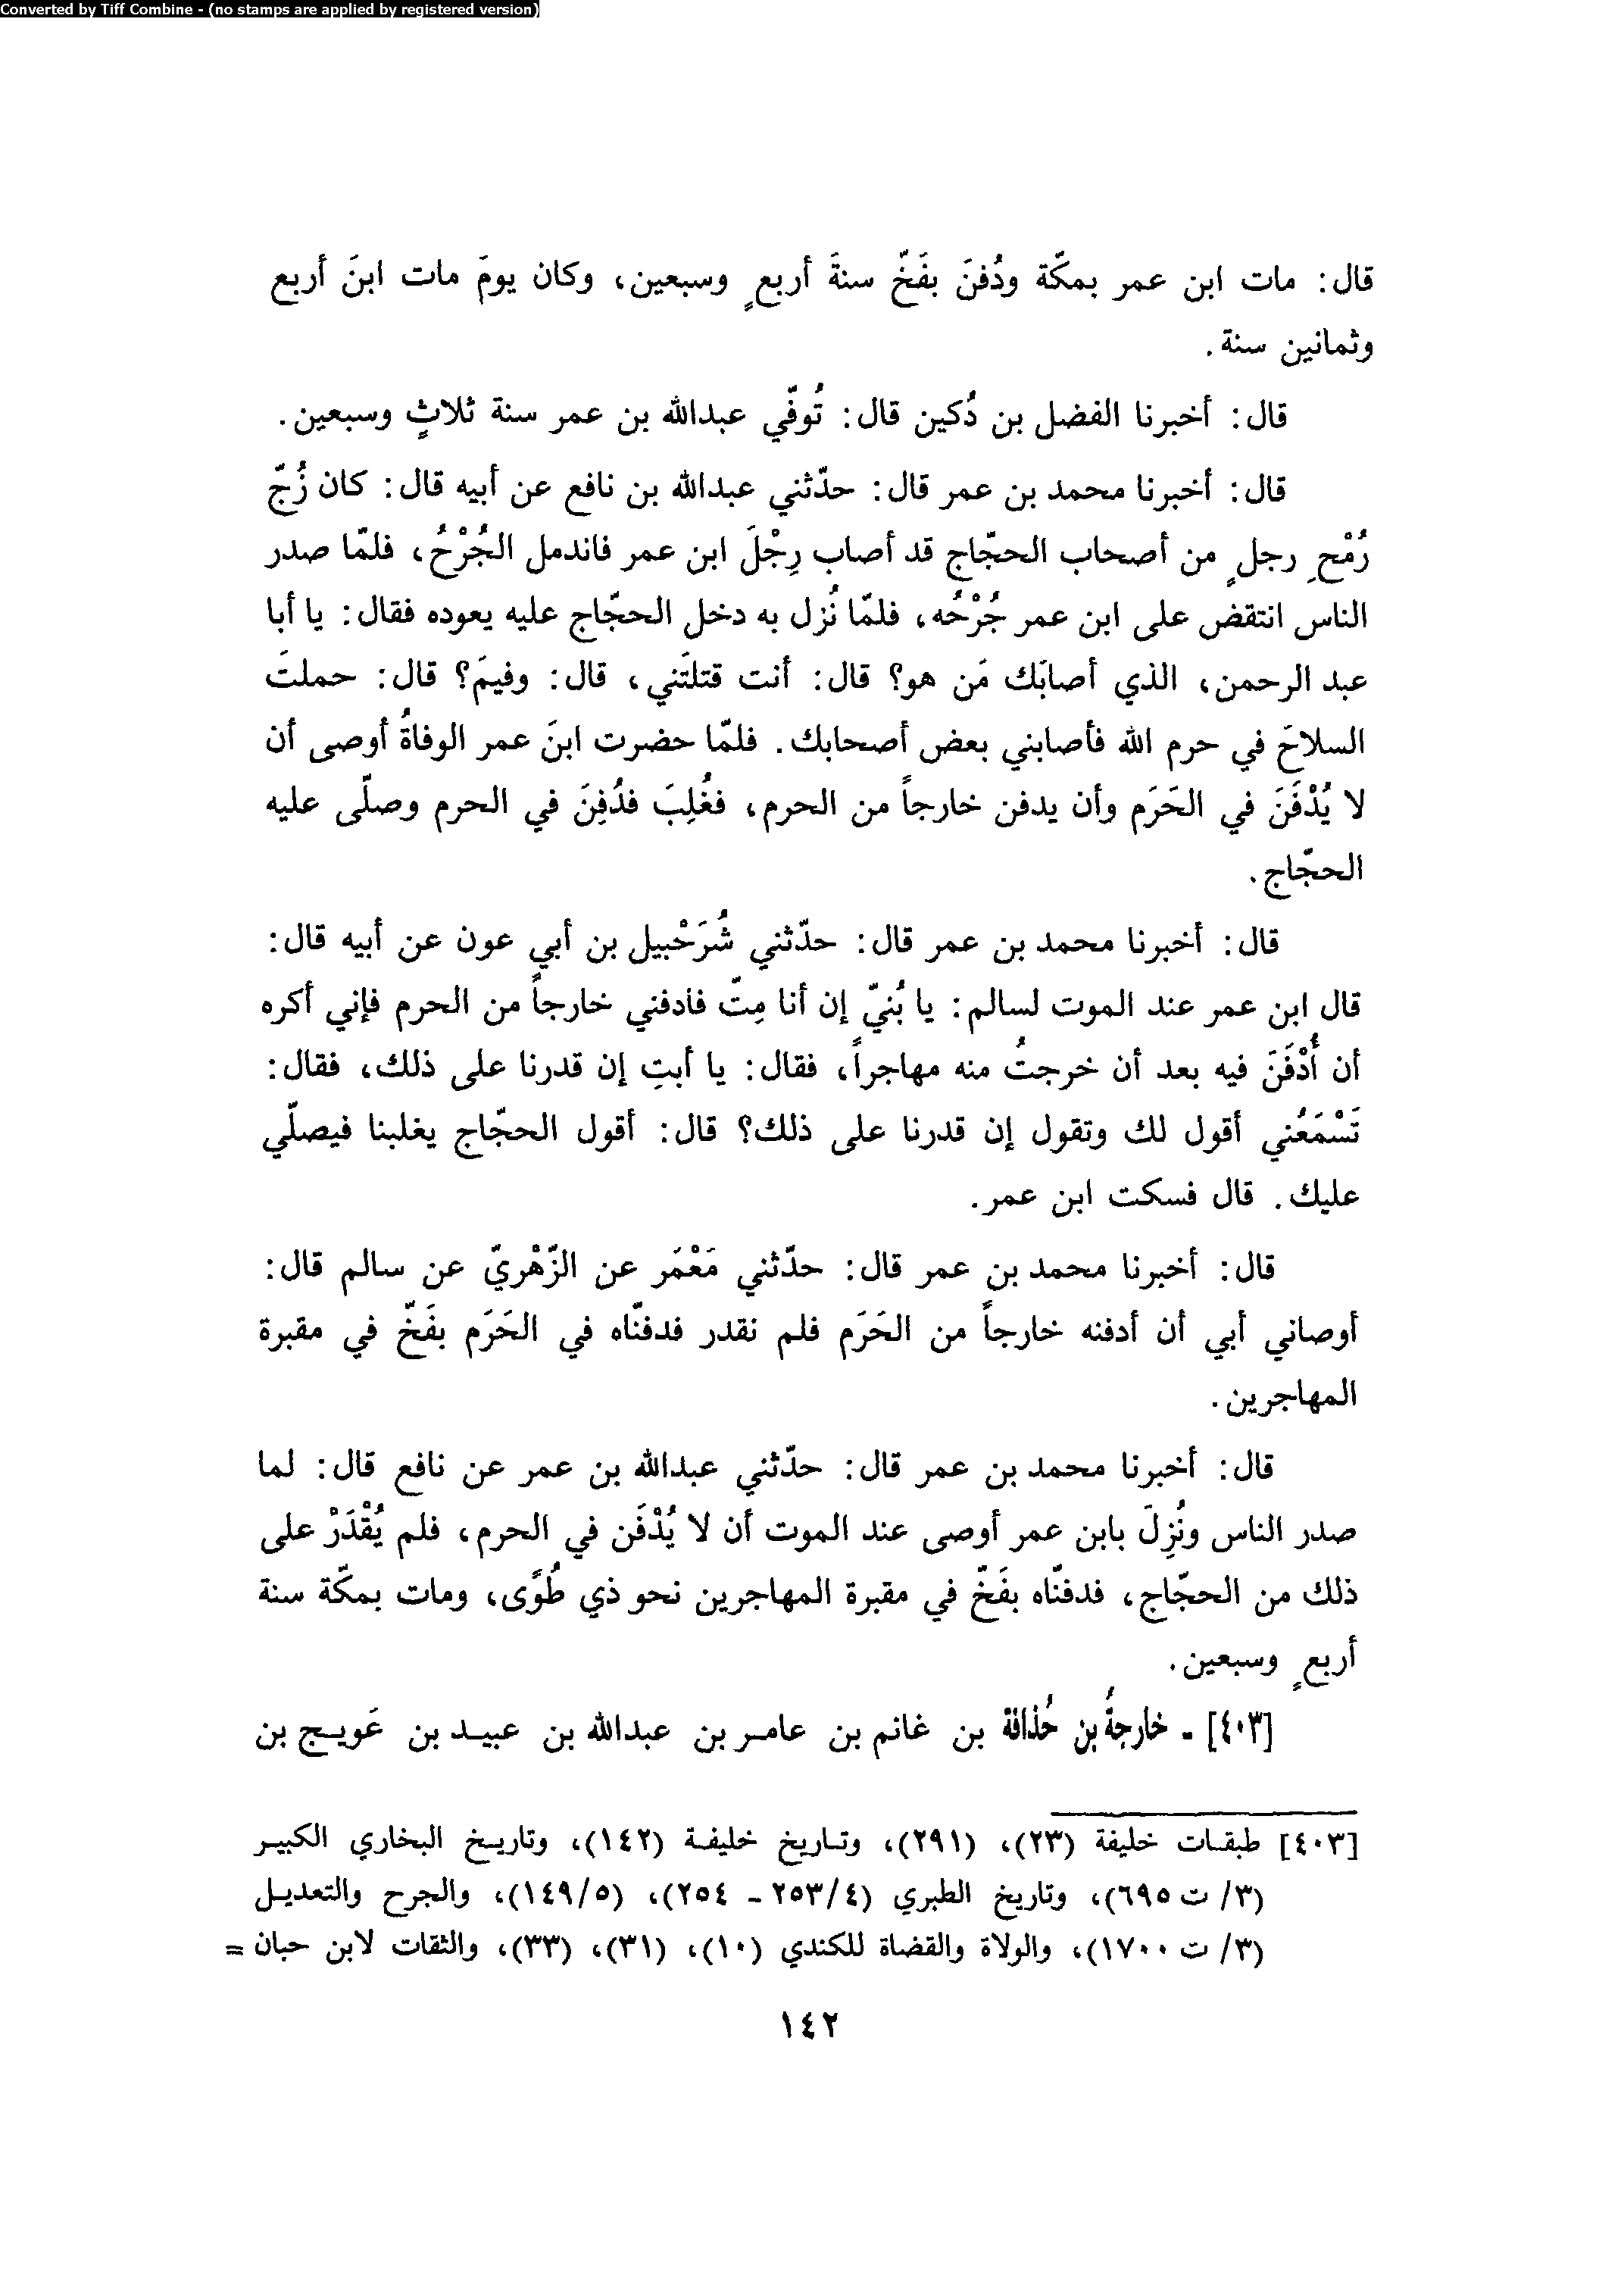 Converted by Tiff Combine - (no stamps are applied by registered version)
قال: مات ابن عمر بمكّة ودُفنَ بفَخّ سنةَ أربعٍ وسبعين، وكان يومَ مات ابنَ أربع
وثمانين سنة.
قال: أخبرنا الفضل بن دُكين قال: تُوفّي عبدالله بن عمر سنة ثلاثٍ وسبعين.
قال: أخبرنا محمد بن عمر قال: حدّثني عبدالله بن نافع عن أبيه قال: كان زُجّ
رُمْحِ رجلٍ من أصحاب الحجّاج قد أصاب رِجْلَ ابن عمر فاندمل الجُرْحُ، فلمّا صدر
الناس انتقض على ابن عمر جُرْحُه، فلمّا نُزل به دخل الحجّاج عليه يعوده فقال: يا أبا
عبد الرحمن، الذي أصابَك مَن هو؟ قال: أنت قتلتَني، قال: وفيمَ؟ قال: حملتَ
السلاحَ في حرم الله فأصابني بعض أصحابك. فلمّا حضرت ابنَ عمر الوفاةُ أوصى أن
لا يُدْفَنَ في الحَرَم وأن يدفن خارجاً من الحرم، فغُلِبَ فدُفِنَ في الحرم وصلّى عليه
الحجّاج.
قال: أخبرنا محمد بن عمر قال: حدّثني شُرَحْبيل بن أبي عون عن أبيه قال:
قال ابن عمر عند الموت لسالم: يا بُنيّ إن أنا مِتّ فادفني خارجاً من الحرم فإني أكره
أن أُدْفَنَ فيه بعد أن خرجتُ منه مهاجراً، فقال: يا أبتِ إن قدرنا على ذلك، فقال:
تَسْمَعُني أقول لك وتقول إن قدرنا على ذلك؟ قال: أقول الحجّاج يغلبنا فيصلّي
عليك. قال فسكت ابن عمر.
قال: أخبرنا محمد بن عمر قال: حدّثني مَعْمَر عن الزّهْريّ عن سالم قال:
أوصاني أبي أن أدفنه خارجاً من الحَرَم فلم نقدر فدفنّاه في الحَرَم بفَخّ في مقبرة
المهاجرين.
قال: أخبرنا محمد بن عمر قال: حدّثني عبدالله بن عمر عن نافع قال: لما
صدر الناس ونُزِلَ بابن عمر أوصى عند الموت أن لا يُدْفَن في الحرم، فلم يُقْدَرْ على
ذلك من الحجّاج، فدفنّاه بفَخّ في مقبرة المهاجرين نحو ذي طُوًى، ومات بمكّة سنة
أربعٍ وسبعين.
[٤٠٣] - خارجةُ بن حُذافة بن غانم بن عامر بن عبدالله بن عبيد بن عَويج بن
[٤٠٣] طبقات خليفة (٢٣)، (٢٩١)، وتاريخ خليفة (١٤٢)، وتاريخ البخاري الكبير
(٣/ ت ٦٩٥)، وتاريخ الطبري (٤/ ٢٥٣ - ٢٥٤)، (٥/ ١٤٩)، والجرح والتعديل
(٣/ ت ١٧٠٠)، والولاة والقضاة للكندي (١٠)، (٣١)، (٣٣)، والثقات لابن حبان =
١٤٢